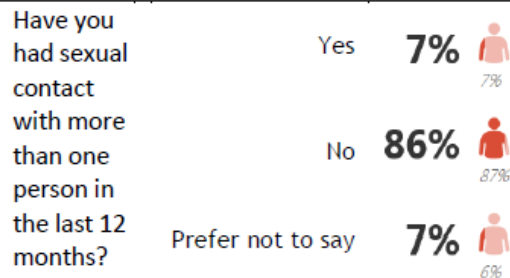 Have you
had sexual
contact
with more
than one
person in
the last 12
months?
Yes 7%
7%
No 86%
87%
Prefer not to say 7%
6%